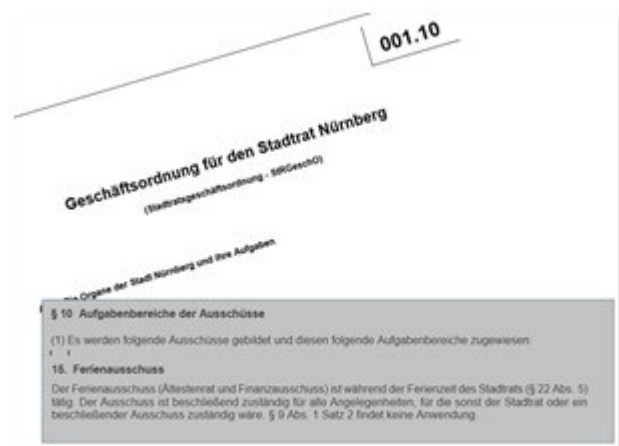 001.10
Geschäftsordnung für den Stadtrat Nürnberg
(Stadtratsgeschäftsordnung - StRGeschO)
Die Organe der Stadt Nürnberg und ihre Aufgaben
§ 10 Aufgabenbereiche der Ausschüsse
(1) Es werden folgende Ausschüsse gebildet und diesen folgende Aufgabenbereiche zugewiesen:
15. Ferienausschuss
Der Ferienausschuss (Ältestenrat und Finanzausschuss) ist während der Ferienzeit des Stadtrats (§ 22 Abs. 5)
tätig. Der Ausschuss ist beschließend zuständig für alle Angelegenheiten, für die sonst der Stadtrat oder ein
beschließender Ausschuss zuständig wäre. § 9 Abs. 1 Satz 2 findet keine Anwendung.